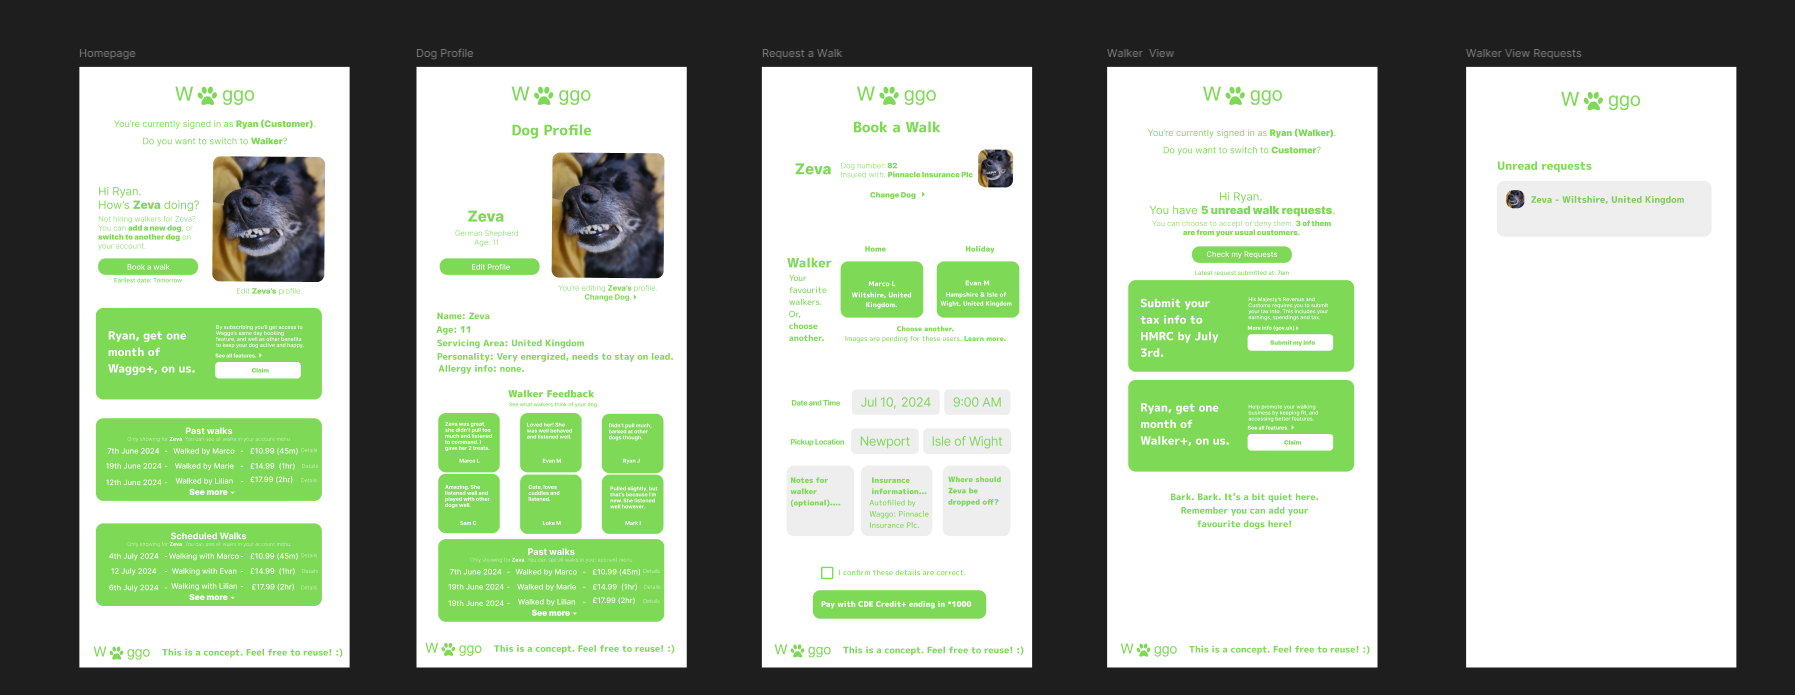 Homepage
W ggo
You're currently signed in as Ryan (Customer).
Do you want to switch to Walker?
Hi Ryan,
How's Zeva doing?
Not hiring walkers for Zeva?
You can add a new dog, or
switch to another dog on
your account.
Book a walk
Earliest date: Tomorrow
Edit Zeva's profile.
Ryan, get one
month of
Waggo+, on us.
By subscribing you'll get access to
Waggo's same day booking
feature, and well as other benefits
to keep your dog active and happy.
See all features.
Claim
Past walks
Only showing for Zeva. You can see all walks in your account menu.
7th June 2024 - Walked by Marco - £10.99 (45m) Details
19th June 2024 - Walked by Marie - £14.99 (1hr) Details
12th June 2024 - Walked by Lilian - £17.99 (2hr) Details
See more
Scheduled Walks
Only showing for Zeva. You can see all walks in your account menu.
4th July 2024 - Walking with Marco - £10.99 (45m) Details
12 July 2024 - Walking with Evan - £14.99 (1hr) Details
6th July 2024 - Walking with Lilian - £17.99 (2hr) Details
See more
W ggo This is a concept. Feel free to reuse! :)
Dog Profile
W ggo
Dog Profile
Zeva
German Shepherd
Age: 11
Edit Profile
You're editing Zeva's profile.
Change Dog
Name: Zeva
Age: 11
Servicing Area: United Kingdom
Personality: Very energized, needs to stay on lead.
Allergy info: none.
Walker Feedback
See what walkers think of your dog.
Zeva was great,
she didn't pull too
much and listened
to command. I
gave her 2 treats.
Marco L
Loved her! She
was well behaved
and listened well.
Evan M
Didn't pull much,
barked at other
dogs though.
Ryan J
Amazing. She
listened well and
played with other
dogs well.
Sam C
Cute, loves
cuddles and
listened.
Luke M
Pulled slightly, but
that's because I'm
new. She listened
well however.
Mark I
Past walks
Only showing for Zeva. You can see all walks in your account menu.
7th June 2024 - Walked by Marco - £10.99 (45m) Details
19th June 2024 - Walked by Marie - £14.99 (1hr) Details
19th June 2024 - Walked by Lilian - £17.99 (2hr) Details
See more
W ggo This is a concept. Feel free to reuse! :)
Request a Walk
W ggo
Book a Walk
Zeva
Dog number: 82
Insured with: Pinnacle Insurance Plc
Change Dog
Walker
Your
favourite
walkers.
Or,
choose
another.
Home
Marco L
Wiltshire, United
Kingdom.
Holiday
Evan M
Hampshire & Isle of
Wight, United Kingdom
Choose another.
Images are pending for these users. Learn more.
Date and Time
Jul 10, 2024
9:00 AM
Pickup Location
Newport
Isle of Wight
Notes for
walker
(optional)....
Insurance
information...
Autofilled by
Waggo: Pinnacle
Insurance Plc.
Where should
Zeva be
dropped off?
I confirm these details are correct.
Pay with CDE Credit+ ending in *1000
W ggo This is a concept. Feel free to reuse! :)
Walker View
W ggo
You're currently signed in as Ryan (Walker).
Do you want to switch to Customer?
Hi Ryan,
You have 5 unread walk requests.
You can choose to accept or deny them. 3 of them
are from your usual customers.
Check my Requests
Latest request submitted at: 7am
Submit your
tax info to
HMRC by July
3rd.
His Majesty's Revenue and
Customs requires you to submit
your tax info. This includes your
earnings, spendings and tax.
More info (gov.uk)
Submit my info
Ryan, get one
month of
Walker+, on us.
Help promote your walking
business by keeping fit, and
accessing better features.
See all features.
Claim
Bark. Bark. It's a bit quiet here.
Remember you can add your
favourite dogs here!
W ggo This is a concept. Feel free to reuse! :)
Walker View Requests
W ggo
Unread requests
Zeva - Wiltshire, United Kingdom